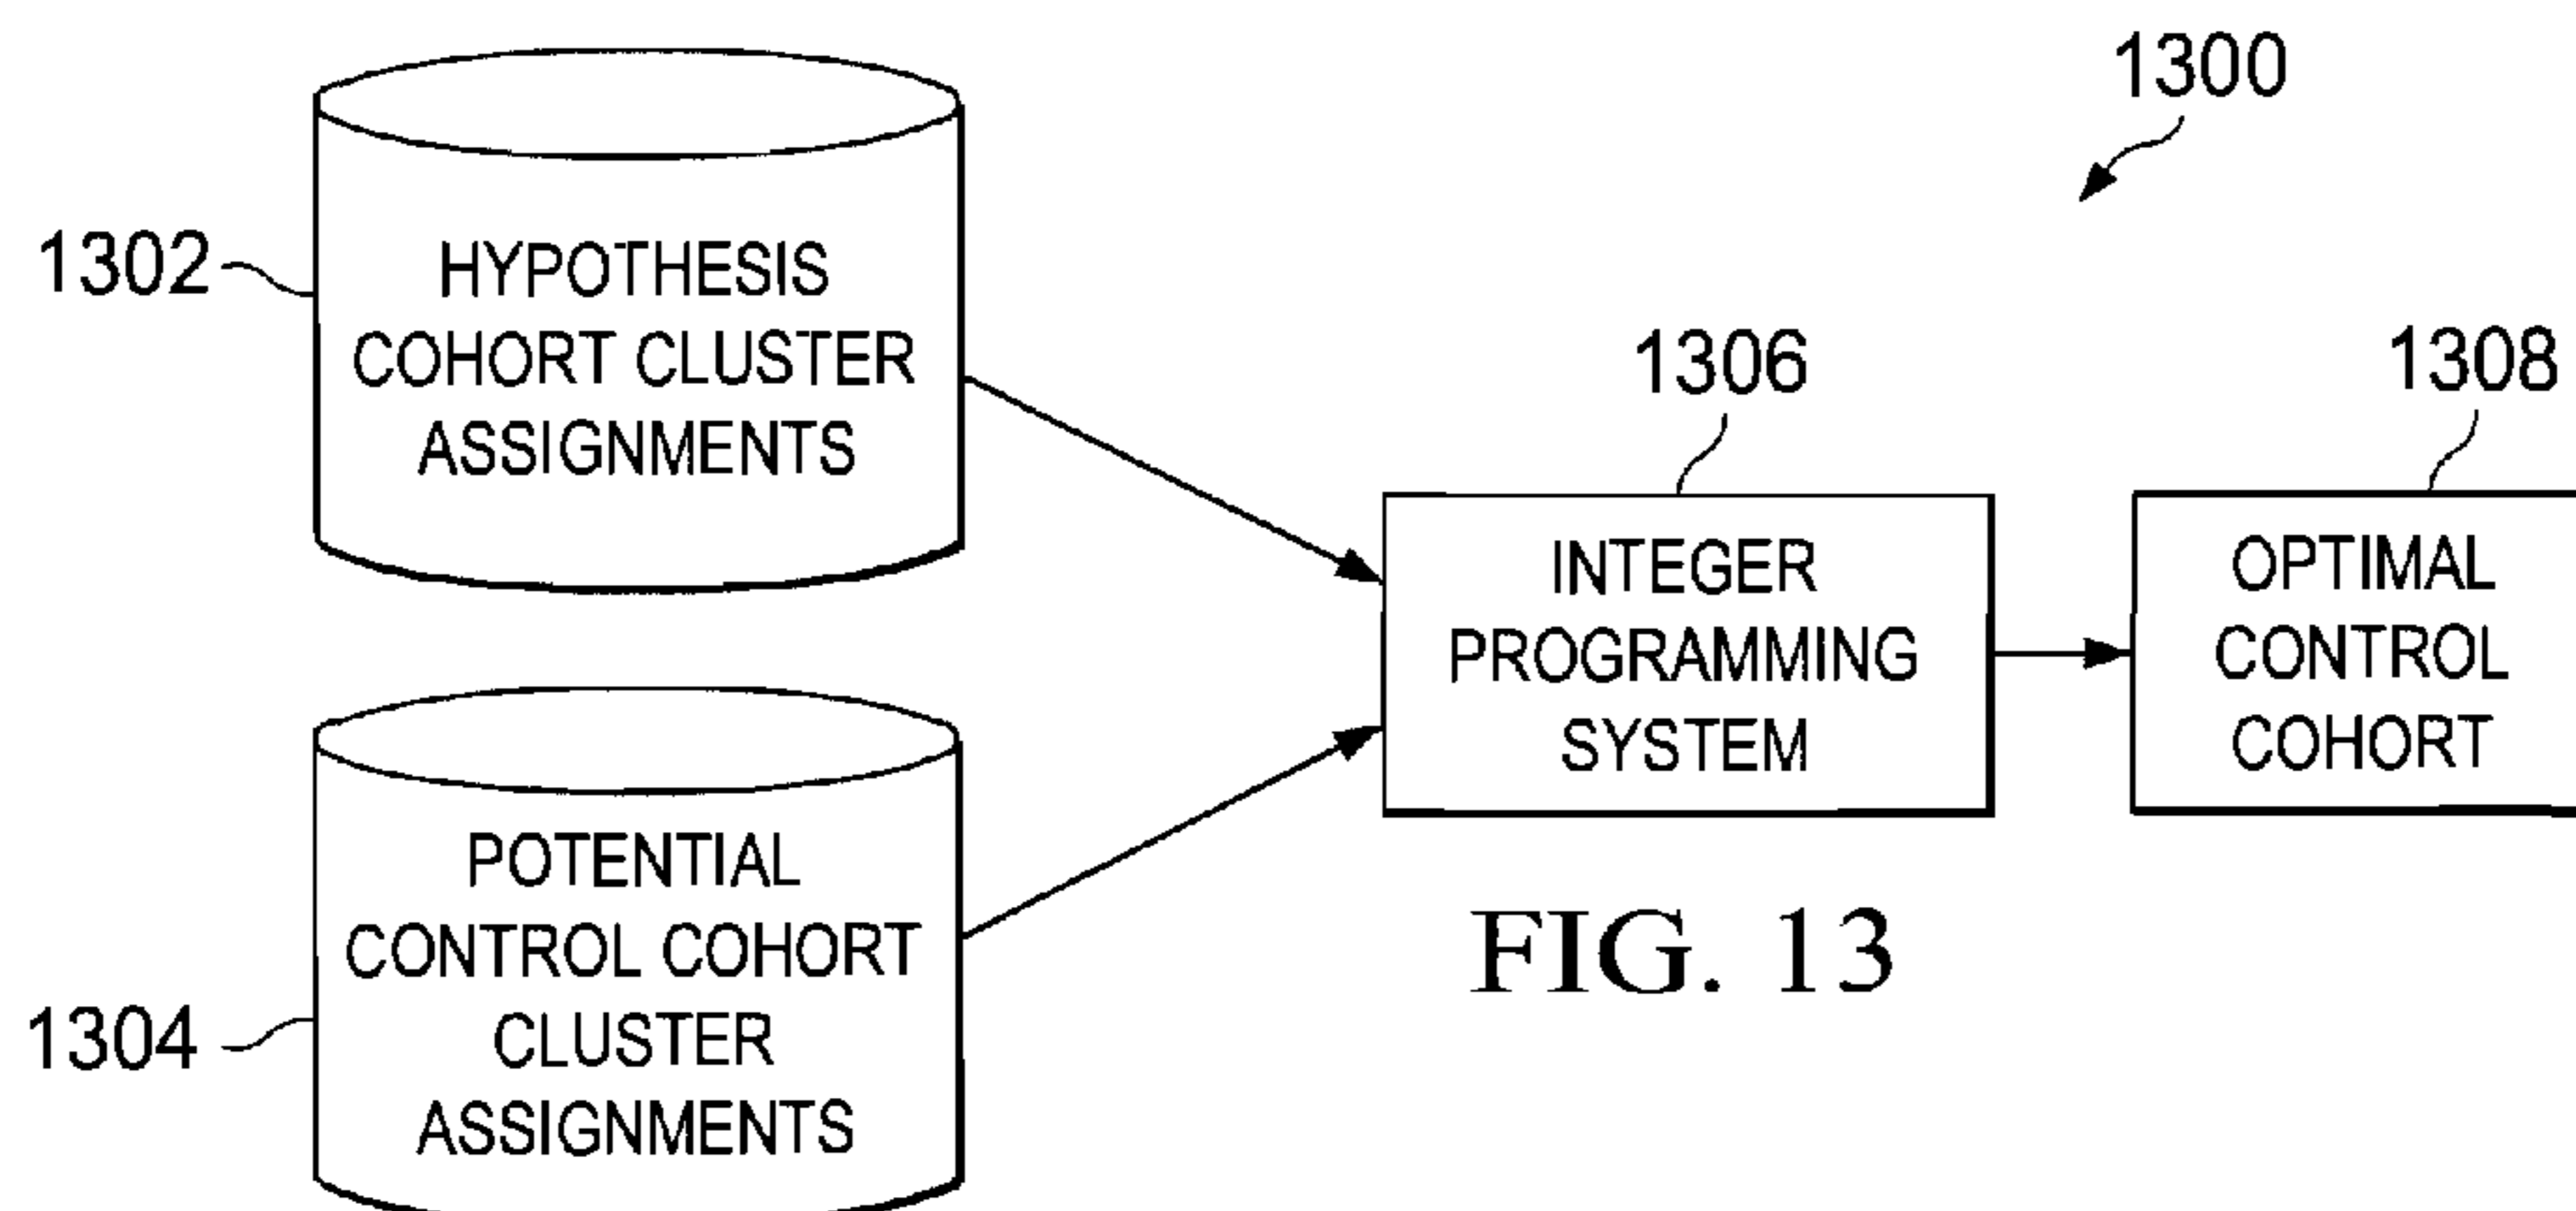 1300
1302
HYPOTHESIS
COHORT CLUSTER
ASSIGNMENTS
1306
1308
INTEGER
PROGRAMMING
SYSTEM
OPTIMAL
CONTROL
COHORT
1304
POTENTIAL
CONTROL COHORT
CLUSTER
ASSIGNMENTS
FIG. 13